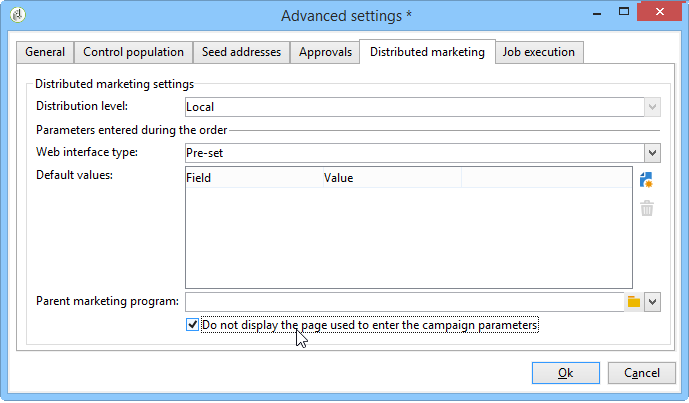 Advanced settings *
General Control population Seed addresses Approvals Distributed marketing Job execution
Distributed marketing settings
Distribution level: Local
Parameters entered during the order
Web interface type: Pre-set
Default values: Field Value
Parent marketing program:
Do not display the page used to enter the campaign parameters
Ok Cancel